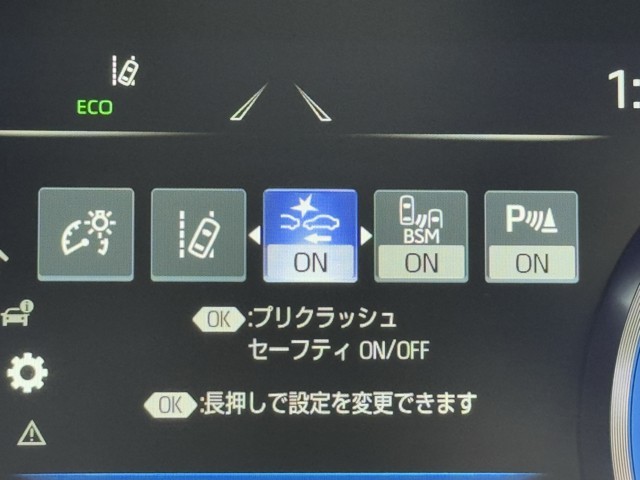 ECO
1:
ON
BSM
ON
P
ON
OK :プリクラッシュ
セーフティ ON/OFF
OK :長押しで設定を変更できます